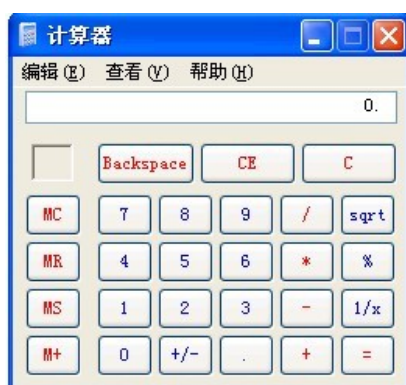 计算器
编辑(E) 查看(V) 帮助(H)
0.
Backspace CE C
MC 7 8 9 / sqrt
MR 4 5 6 * %
MS 1 2 3 - 1/x
M+ 0 +/- . + =